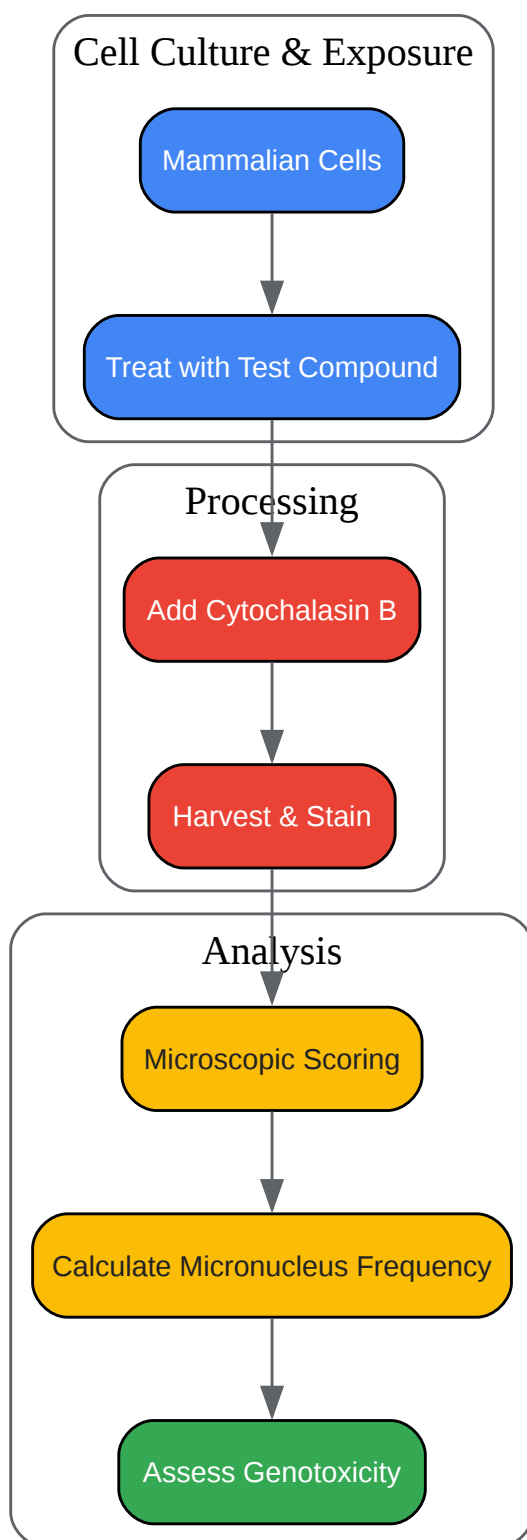 Cell Culture & Exposure
Mammalian Cells
Treat with Test Compound
Processing
Add Cytochalasin B
Harvest & Stain
Analysis
Microscopic Scoring
Calculate Micronucleus Frequency
Assess Genotoxicity